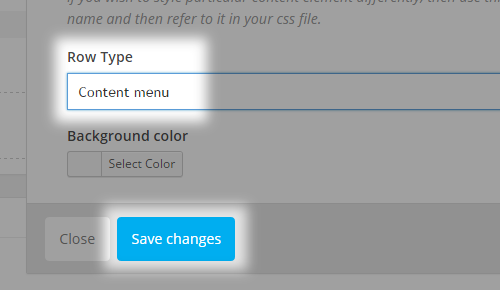 If you wish to style particular content element differently, then use this
name and then refer to it in your css file.
Row Type
Content menu
Background color
Select Color
Close
Save changes